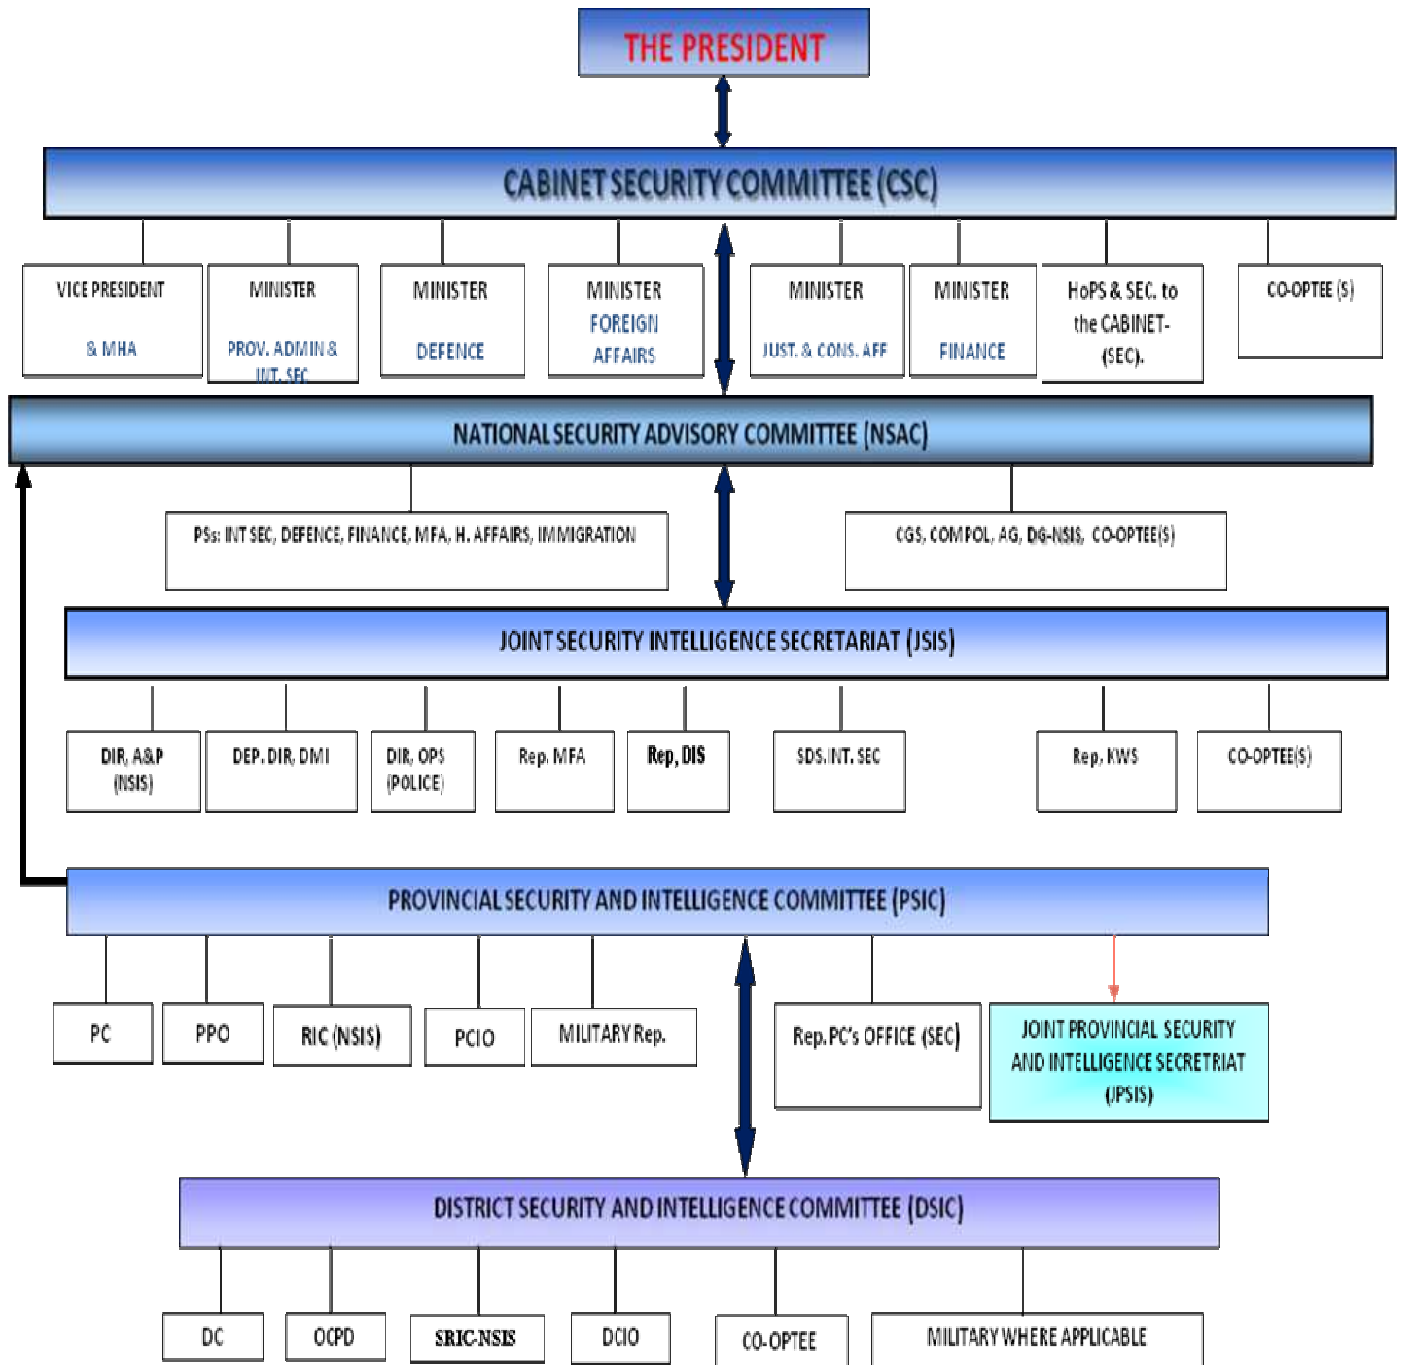 THE PRESIDENT
CABINET SECURITY COMMITTEE (CSC)
VICE PRESIDENT
& MHA
MINISTER
PROV. ADMIN &
INT. SEC
MINISTER
DEFENCE
MINISTER
FOREIGN
AFFAIRS
MINISTER
JUST. & CONS. AFF
MINISTER
FINANCE
HoPS & SEC. to
the CABINET-
(SEC).
CO-OPTEE (S)
NATIONAL SECURITY ADVISORY COMMITTEE (NSAC)
PSs: INT SEC, DEFENCE, FINANCE, MFA, H. AFFAIRS, IMMIGRATION
CGS, COMPOL, AG, DG-NSIS, CO-OPTEE(S)
JOINT SECURITY INTELLIGENCE SECRETARIAT (JSIS)
DIR, A&P
(NSIS)
DEP. DIR, DMI
DIR, OPS
(POLICE)
Rep. MFA
Rep, DIS
SDS.INT. SEC
Rep, KWS
CO-OPTEE(S)
PROVINCIAL SECURITY AND INTELLIGENCE COMMITTEE (PSIC)
PC
PPO
RIC (NSIS)
PCIO
MILITARY Rep.
Rep. PC's OFFICE (SEC)
JOINT PROVINCIAL SECURITY
AND INTELLIGENCE SECRETRIAT
(JPSIS)
DISTRICT SECURITY AND INTELLIGENCE COMMITTEE (DSIC)
DC
OCPD
SRIC-NSIS
DCIO
CO-OPTEE
MILITARY WHERE APPLICABLE